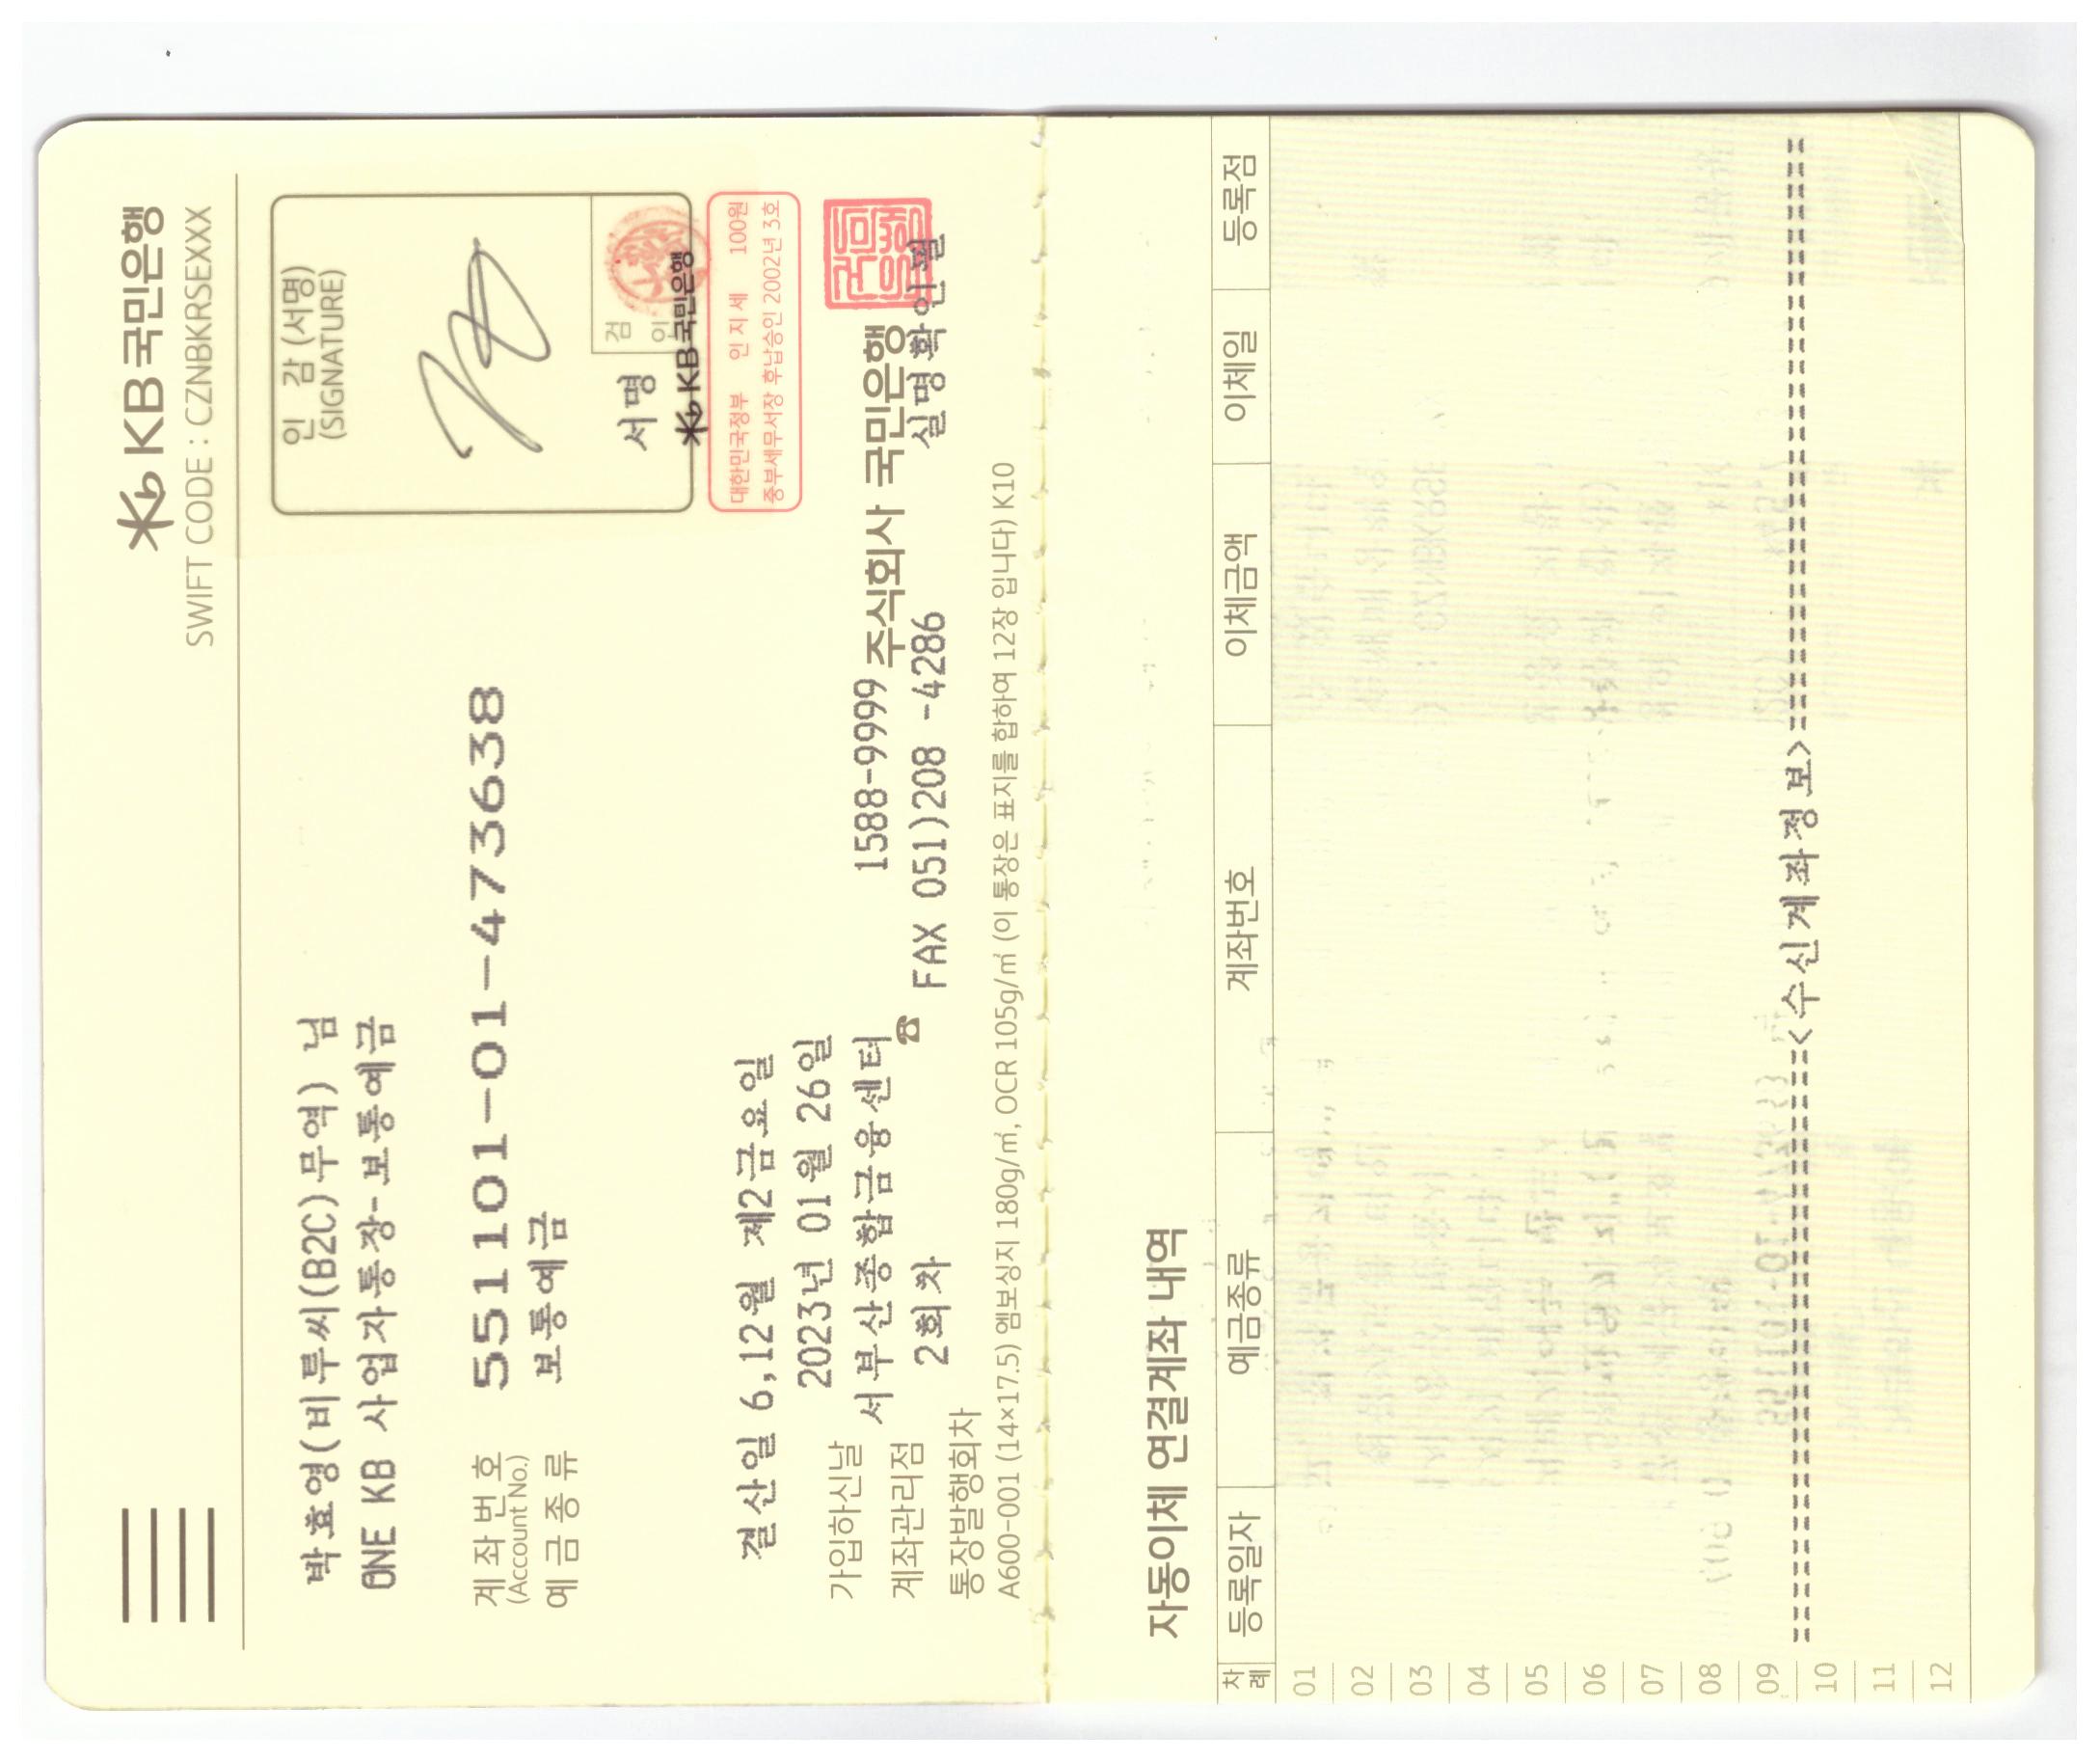 KB국민은행
SWIFT CODE : CZNBKRSEXXX
인 감 (서명)
(SIGNATURE)
검
인
서명
KB국민은행
대한민국정부 인지세 100원
중부세무서장 후납승인 2002년 3호
박효영(비투씨(B2C)무역) 님
ONE KB 사업자통장-보통예금
계좌번호 551101-01-473638
(Account No.)
예금종류 보통예금
결산일 6,12월 제2금요일
가입하신날 2023년 01월 26일
계좌관리점 서부산종합금융센터 ☎ 1588-9999 주식회사 국민은행
FAX 051)208 -4286 실명확인필
통장발행회차 2회차
A600-001 (14×17.5) 엠보싱지 180g/㎡, OCR 105g/㎡ (이 통장은 표지를 합하여 12장 입니다) K10
자동이체 연결계좌 내역
차례 등록일자 예금종류 계좌번호 이체금액 이체일 등록점
01
02
03
04
05
06
07
08
09
=====================<수신계좌정보>=====================
10
11
12